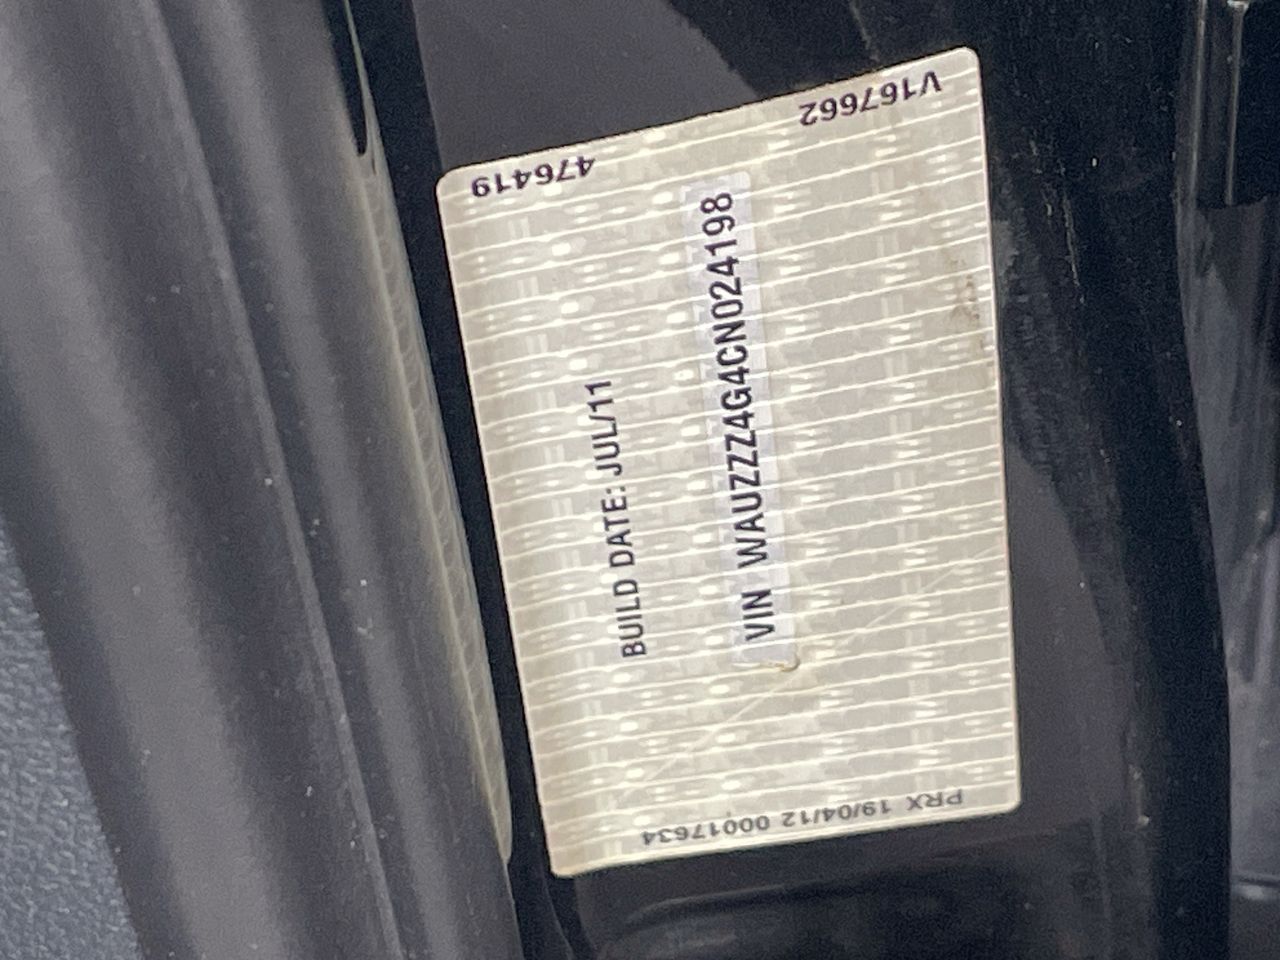 V167662
476419
BUILD DATE: JUL/11
VIN WAUZZZ4G4CN024198
PRX 19/04/12 00017634